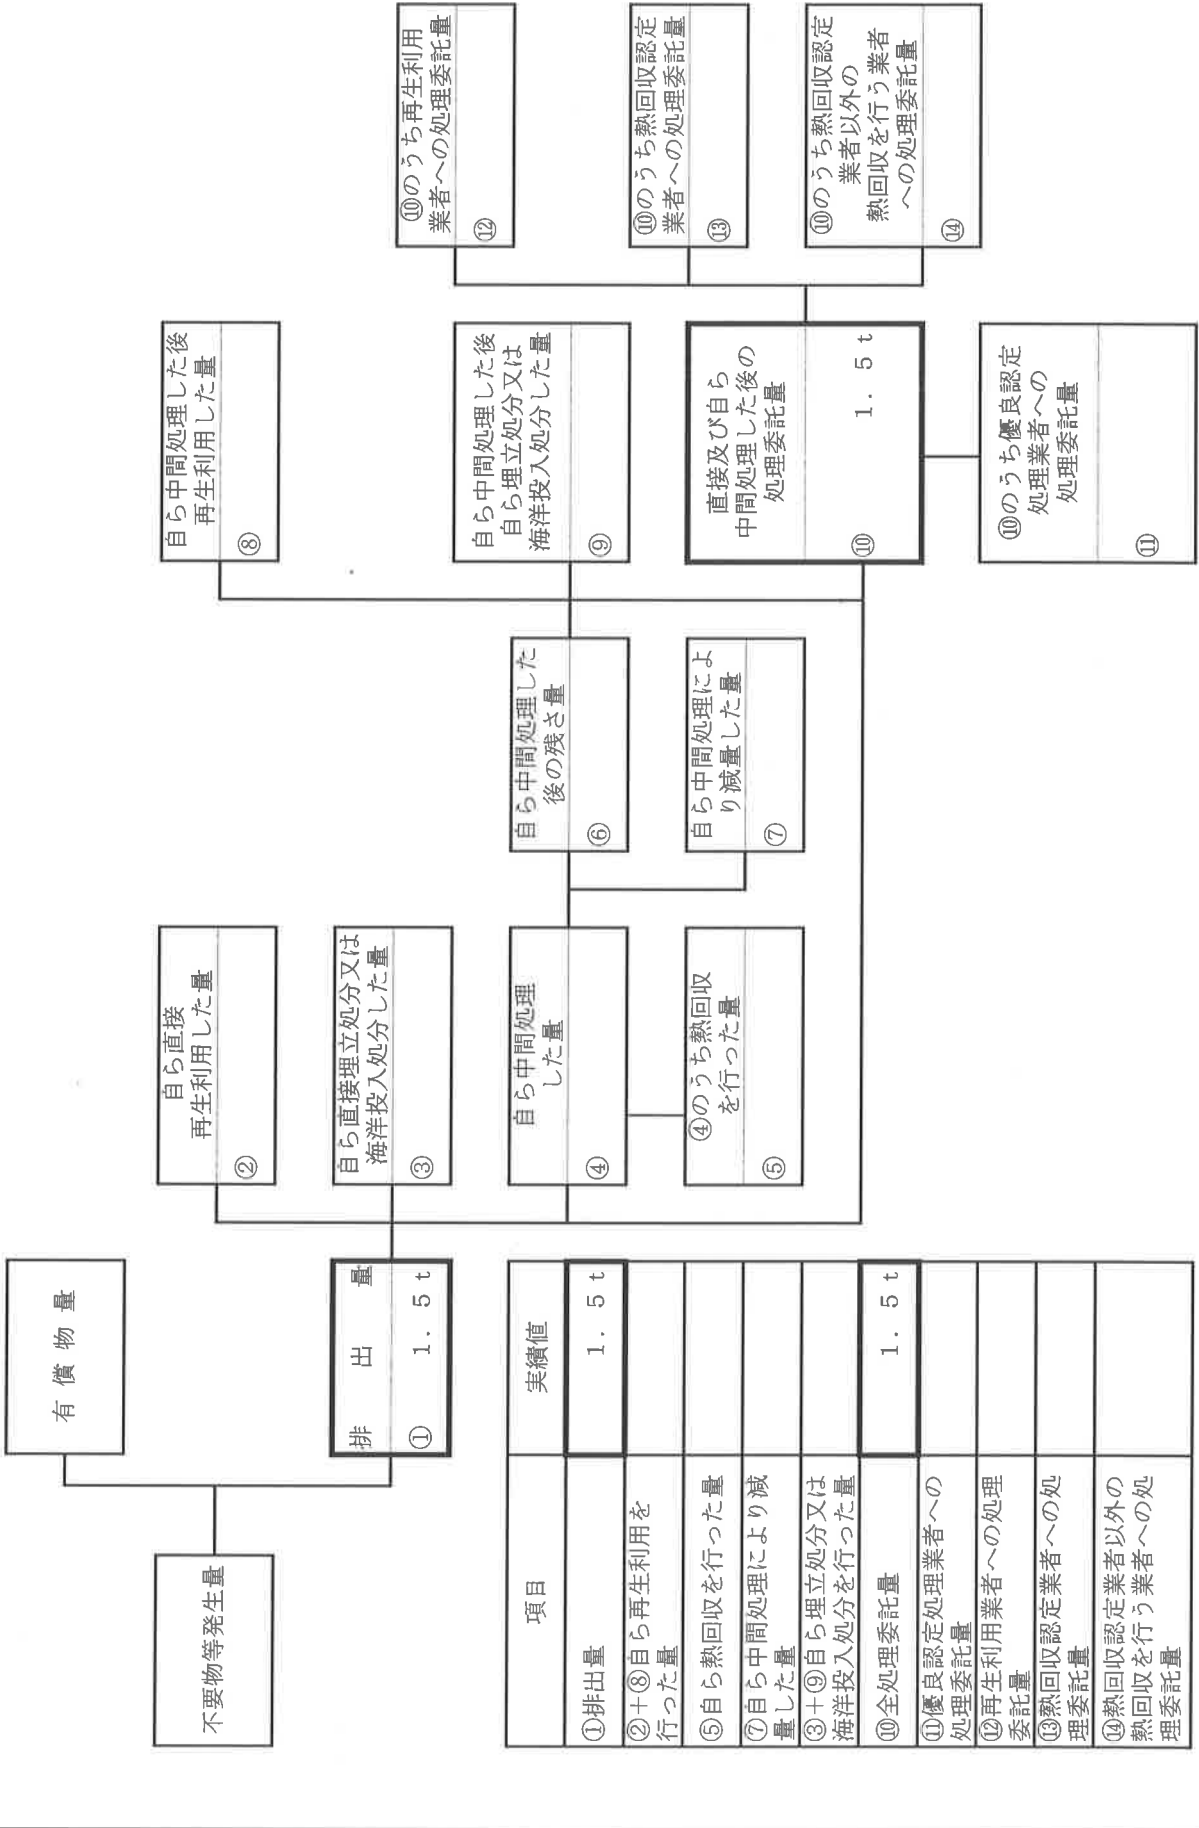 不要物等発生量
有償物量
排出量
① 1.5t
自ら直接
再生利用した量
②
自ら直接埋立処分又は
海洋投入処分した量
③
自ら中間処理
した量
④
④のうち熱回収
を行った量
⑤
自ら中間処理した
後の残さ量
⑥
自ら中間処理によ
り減量した量
⑦
自ら中間処理した後
再生利用した量
⑧
自ら中間処理した後
自ら埋立処分又は
海洋投入処分した量
⑨
直接及び自ら
中間処理した後の
処理委託量
⑩ 1.5t
⑩のうち優良認定
処理業者への
処理委託量
⑪
⑩のうち再生利用
業者への処理委託量
⑫
⑩のうち熱回収認定
業者への処理委託量
⑬
⑩のうち熱回収認定
業者以外の
熱回収を行う業者
への処理委託量
⑭
項目 実績値
①排出量 1.5t
②+⑧自ら再生利用を
行った量
⑤自ら熱回収を行った量
⑦自ら中間処理により減
量した量
③+⑨自ら埋立処分又は
海洋投入処分を行った量
⑩全処理委託量 1.5t
⑪優良認定処理業者への
処理委託量
⑫再生利用業者への処理
委託量
⑬熱回収認定業者への処
理委託量
⑭熱回収認定業者以外の
熱回収を行う業者への処
理委託量